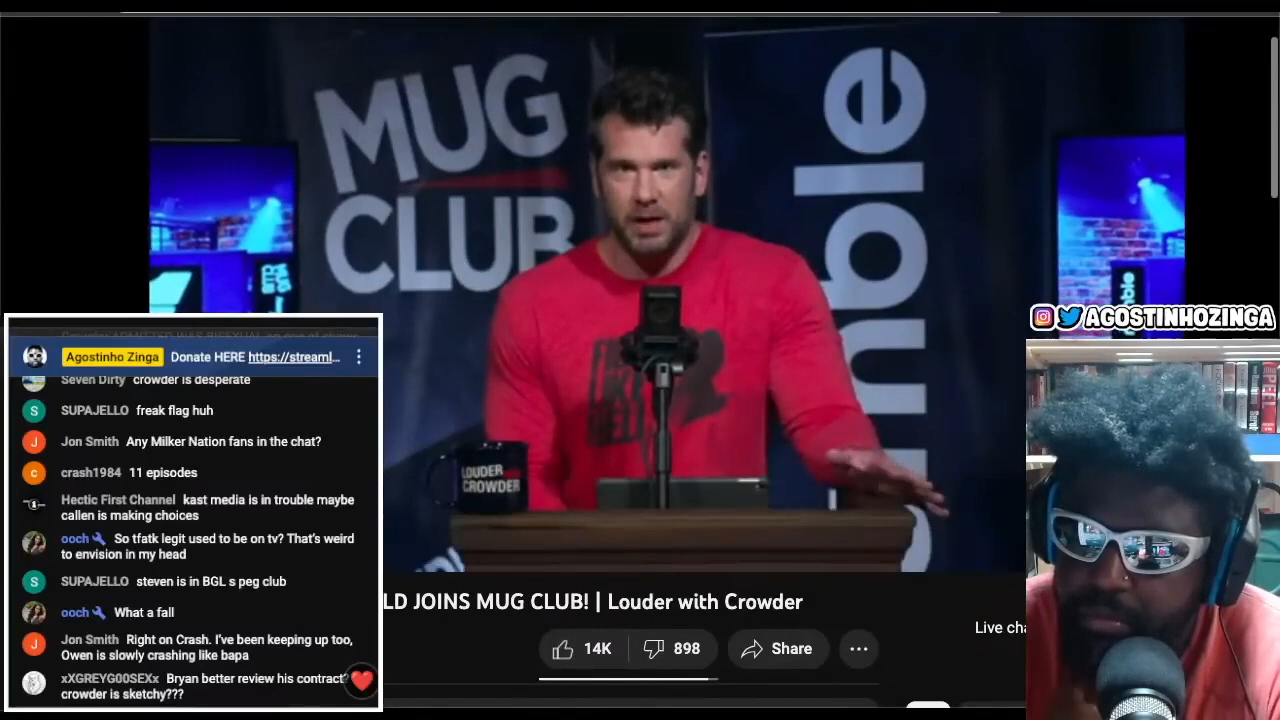 MUG
CLUB
umble
LOUDER
CROWDER
AGOSTINHOZINGA
Agostinho Zinga Donate HERE https://streaml...
Seven Dirty crowder is desperate
S SUPAJELLO freak flag huh
J Jon Smith Any Milker Nation fans in the chat?
c crash1984 11 episodes
Hectic First Channel kast media is in trouble maybe
callen is making choices
ooch So tfatk legit used to be on tv? That's weird
to envision in my head
S SUPAJELLO steven is in BGL s peg club
ooch What a fall
J Jon Smith Right on Crash. I've been keeping up too,
Owen is slowly crashing like bapa
xXGREYG00SEXx Bryan better review his contract?
crowder is sketchy???
LD JOINS MUG CLUB! | Louder with Crowder
14K
898
Share
Live cha